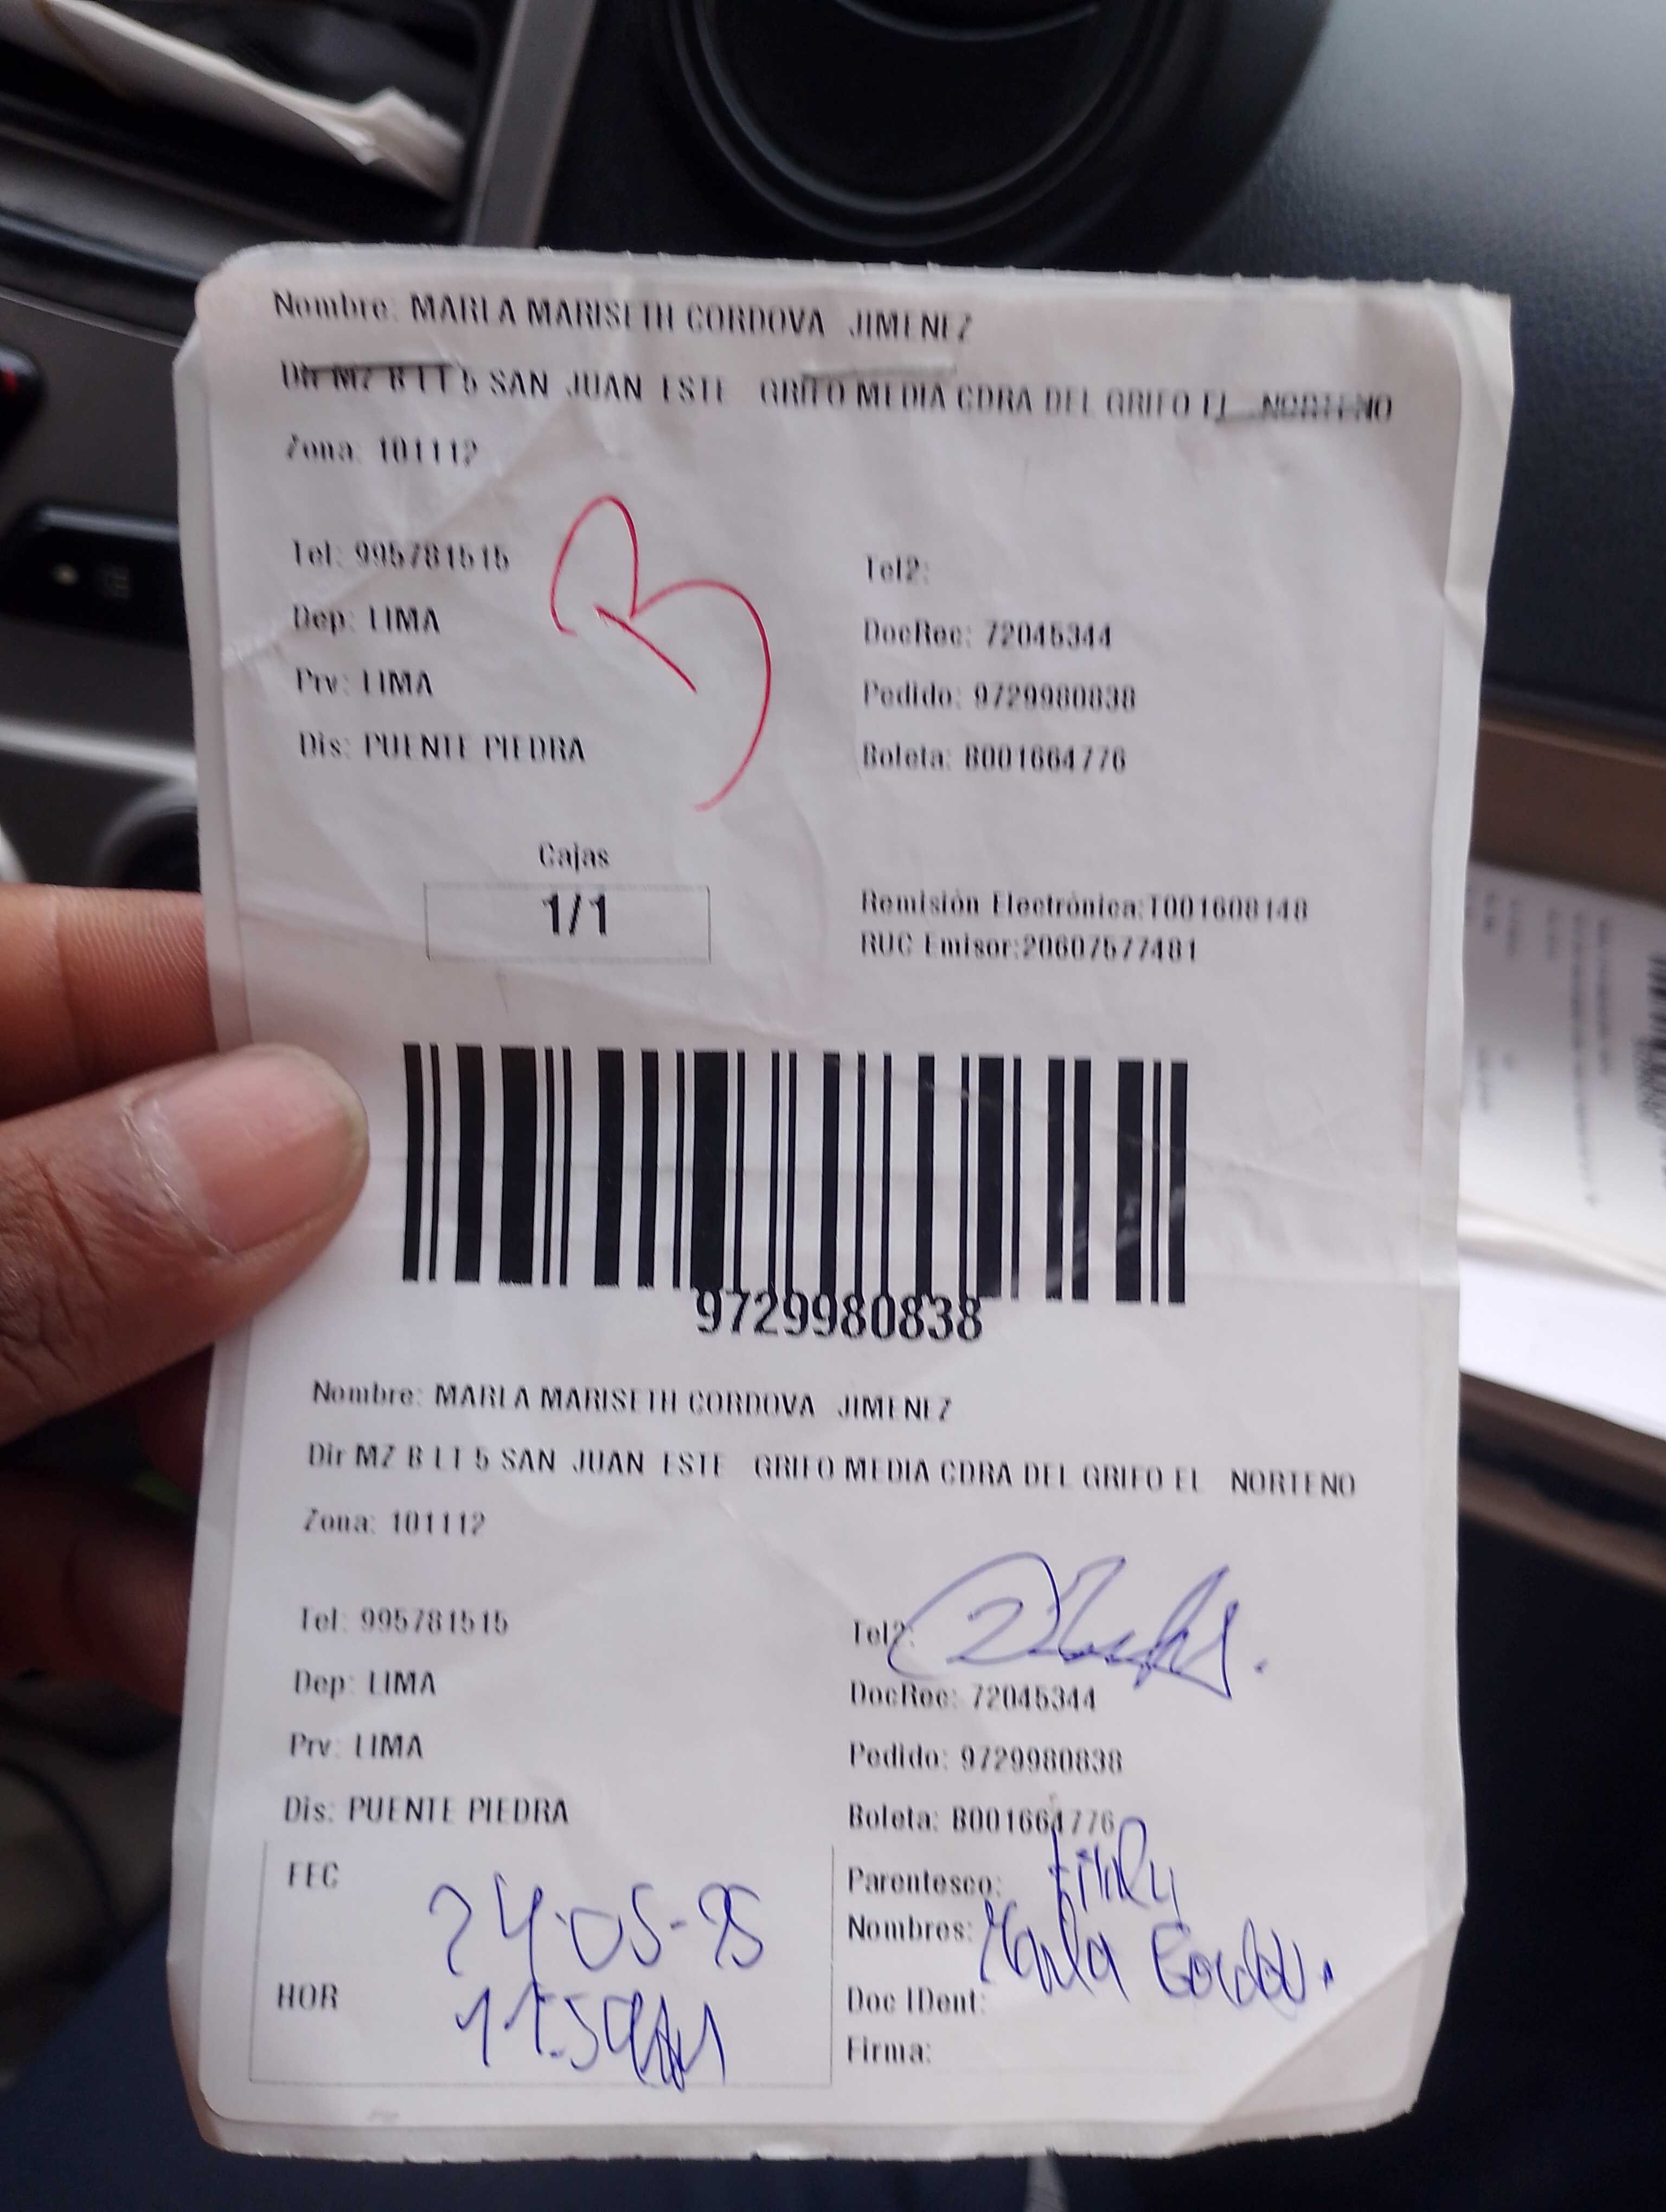 Nombre: MARLA MARISETH CORDOVA JIMENEZ
Dir MZ B LT 5 SAN JUAN ESTE GRIFO MEDIA CDRA DEL GRIFO EL NORTENO
Zona: 101112
Tel: 995781515
Tel2:
Dep: LIMA
DocRec: 72045344
Prv: LIMA
Pedido: 9729980838
Dis: PUENTE PIEDRA
Boleta: B001664776
Cajas
1/1
Remisión Electrónica:T001608148
RUC Emisor:20607577481
9729980838
Nombre: MARLA MARISETH CORDOVA JIMENEZ
Dir MZ B LT 5 SAN JUAN ESTE GRIFO MEDIA CDRA DEL GRIFO EL NORTENO
Zona: 101112
Tel: 995781515
Tel2:
Dep: LIMA
DocRec: 72045344
Prv: LIMA
Pedido: 9729980838
Dis: PUENTE PIEDRA
Boleta: B001664776
FEC 24-05-25
Parentesco:
Nombres: Marla Cordov.
HOR
Doc IDent:
Firma: